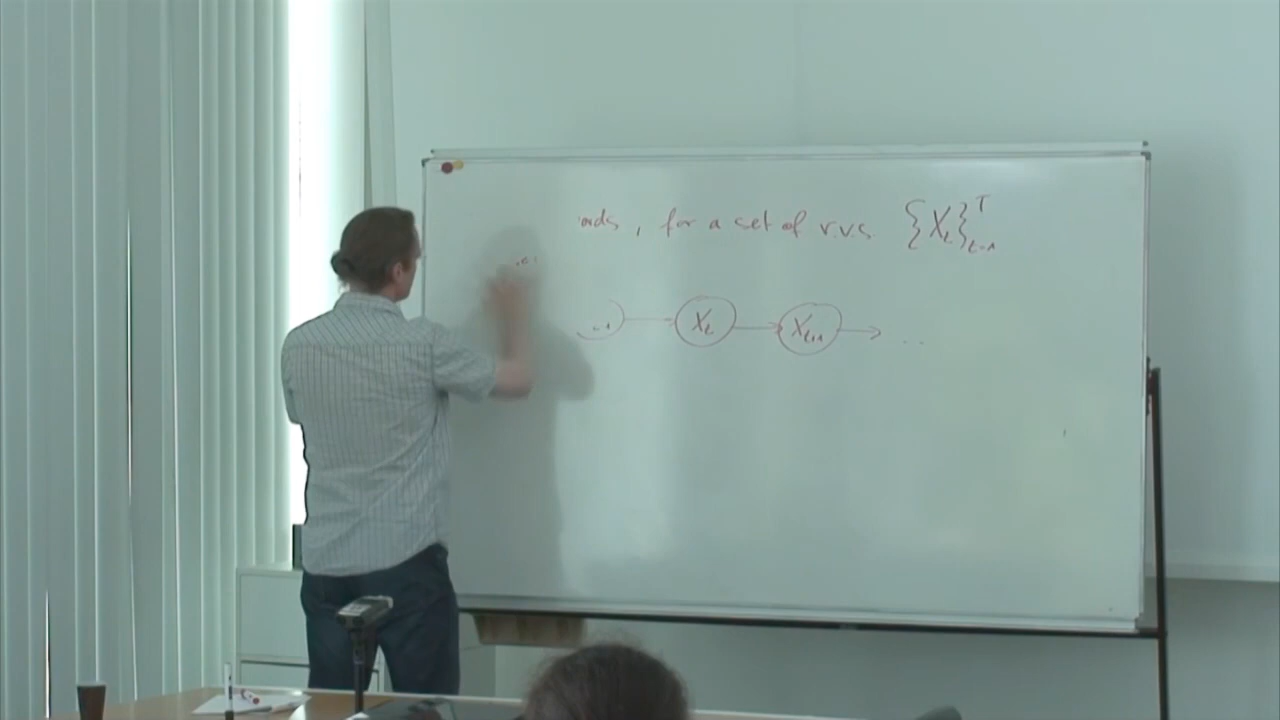 , for a set of r.v.s {X_t}_{t=1}^T
X_t X_{t+1} ...